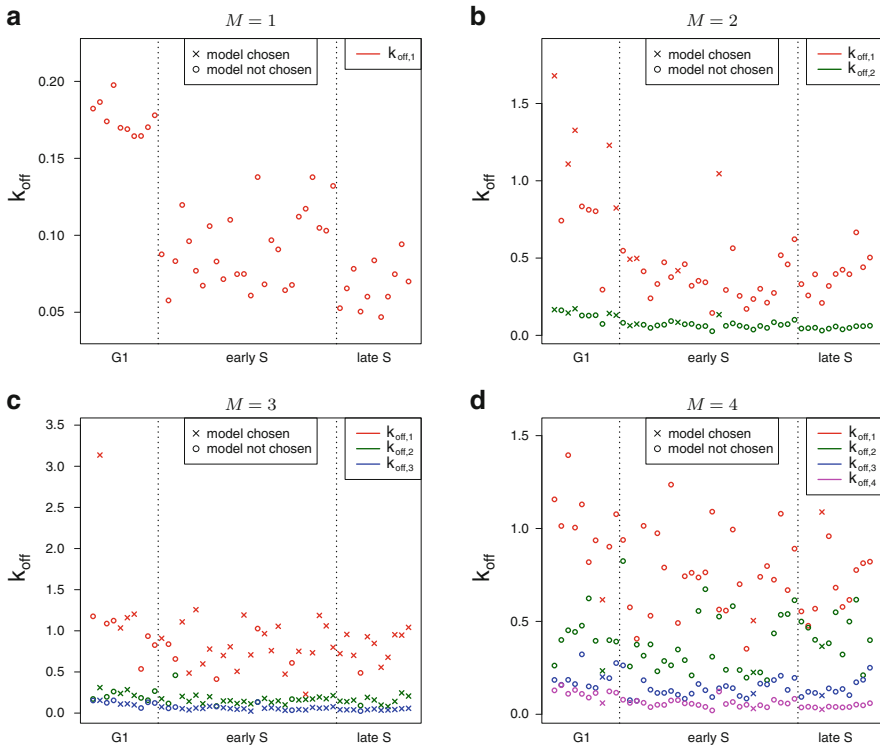 a
M = 1
× model chosen
○ model not chosen
k_off,1
k_off
0.20
0.15
0.10
0.05
G1
early S
late S
b
M = 2
× model chosen
○ model not chosen
k_off,1
k_off,2
k_off
1.5
1.0
0.5
0.0
G1
early S
late S
c
M = 3
× model chosen
○ model not chosen
k_off,1
k_off,2
k_off,3
k_off
3.5
3.0
2.5
2.0
1.5
1.0
0.5
0.0
G1
early S
late S
d
M = 4
× model chosen
○ model not chosen
k_off,1
k_off,2
k_off,3
k_off,4
k_off
1.5
1.0
0.5
0.0
G1
early S
late S